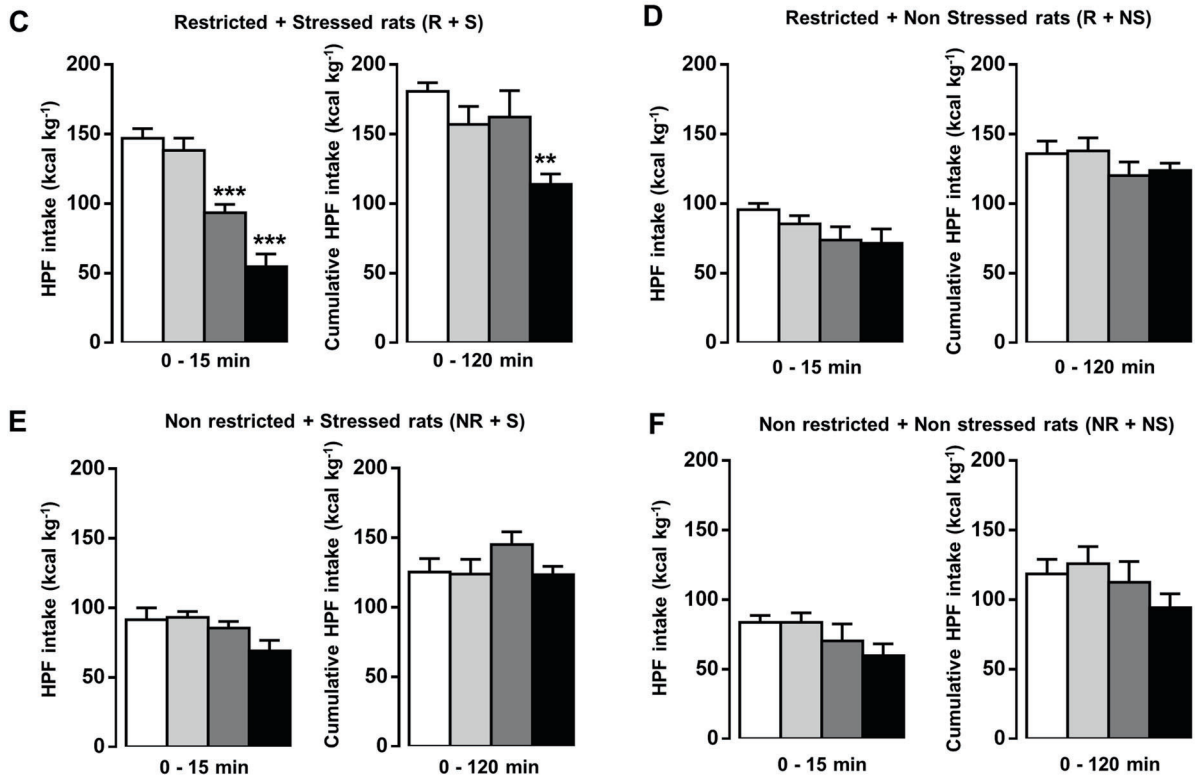 C
Restricted + Stressed rats (R + S)
HPF intake (kcal kg⁻¹)
200
150
100
50
0
***
***
0 - 15 min
Cumulative HPF intake (kcal kg⁻¹)
200
150
100
50
0
**
0 - 120 min
D
Restricted + Non Stressed rats (R + NS)
HPF intake (kcal kg⁻¹)
200
150
100
50
0
0 - 15 min
Cumulative HPF intake (kcal kg⁻¹)
200
150
100
50
0
0 - 120 min
E
Non restricted + Stressed rats (NR + S)
HPF intake (kcal kg⁻¹)
200
150
100
50
0
0 - 15 min
Cumulative HPF intake (kcal kg⁻¹)
200
150
100
50
0
0 - 120 min
F
Non restricted + Non stressed rats (NR + NS)
HPF intake (kcal kg⁻¹)
200
150
100
50
0
0 - 15 min
Cumulative HPF intake (kcal kg⁻¹)
200
150
100
50
0
0 - 120 min